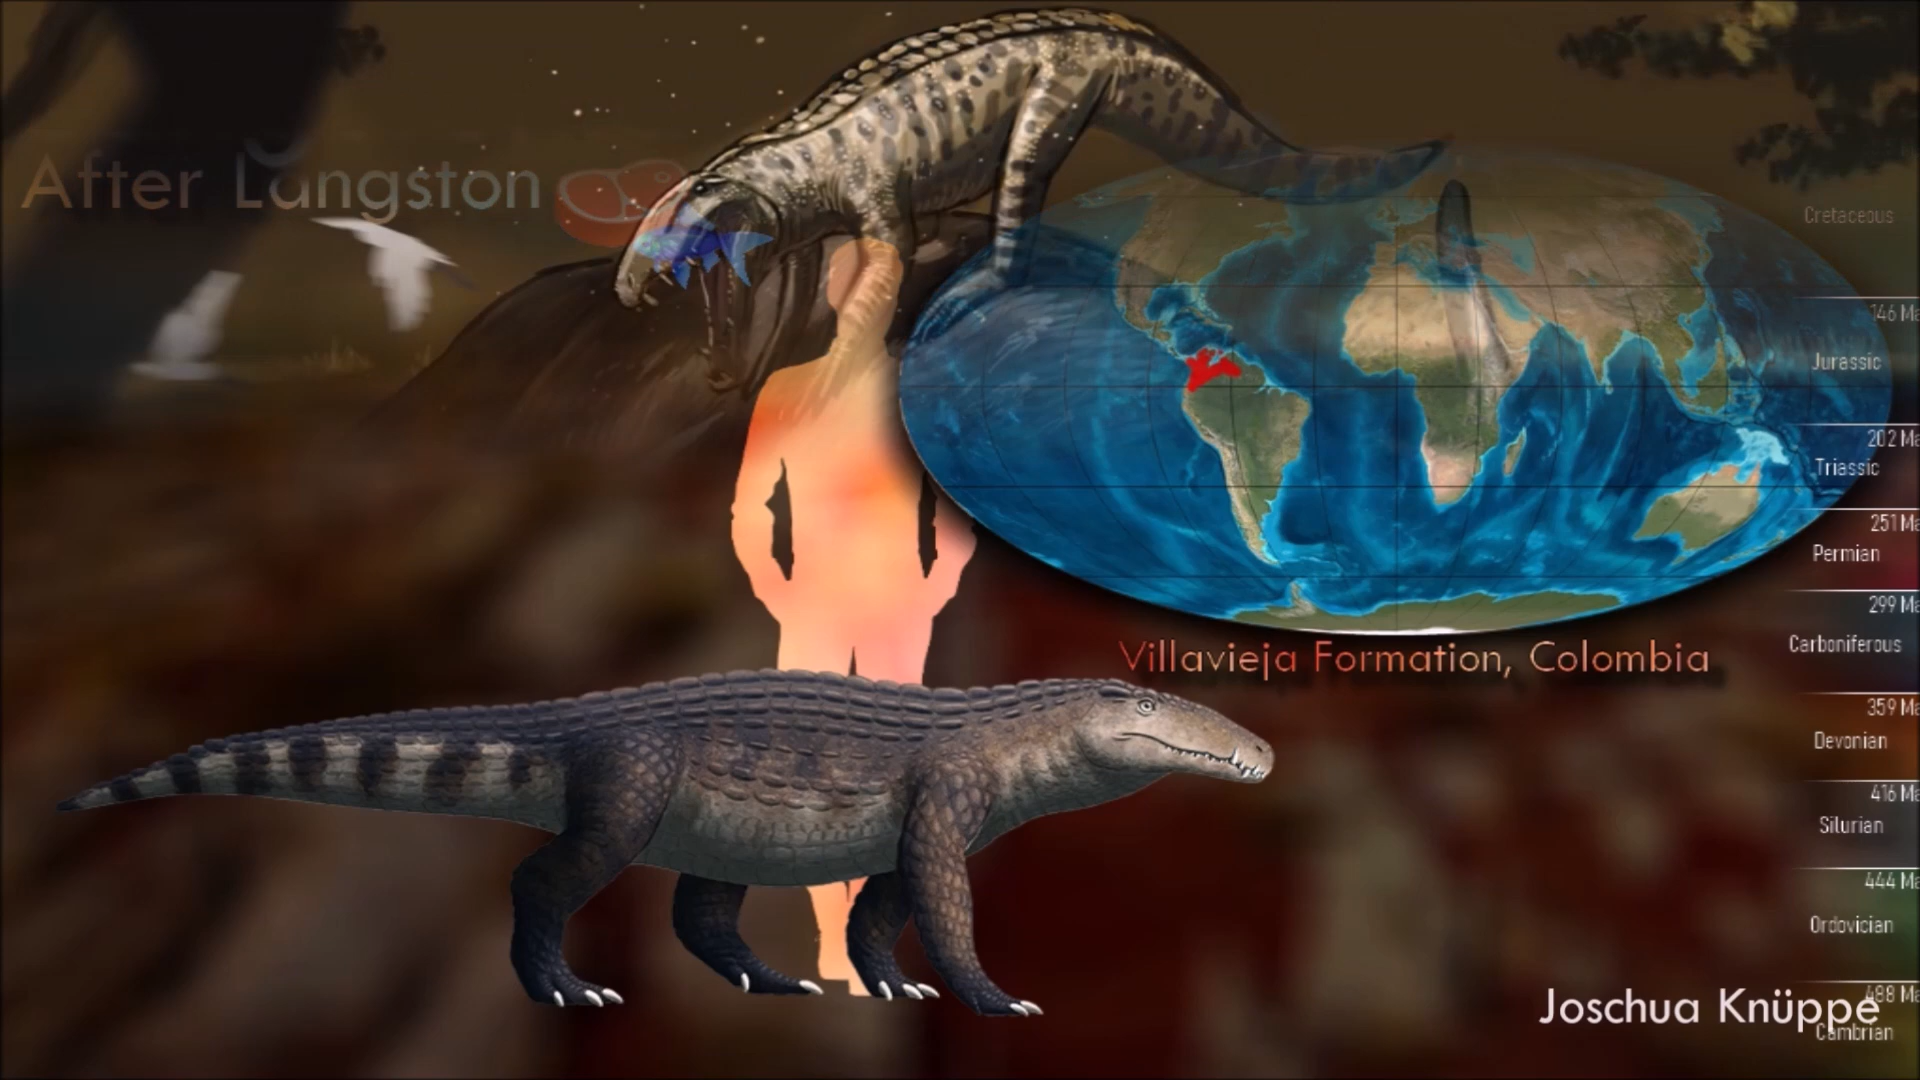 After Langston
Cretaceous
146 Ma
Jurassic
202 Ma
Triassic
251 Ma
Permian
299 Ma
Carboniferous
Villavieja Formation, Colombia
359 Ma
Devonian
416 Ma
Silurian
444 Ma
Ordovician
488 Ma
Joschua Knüppe
Cambrian